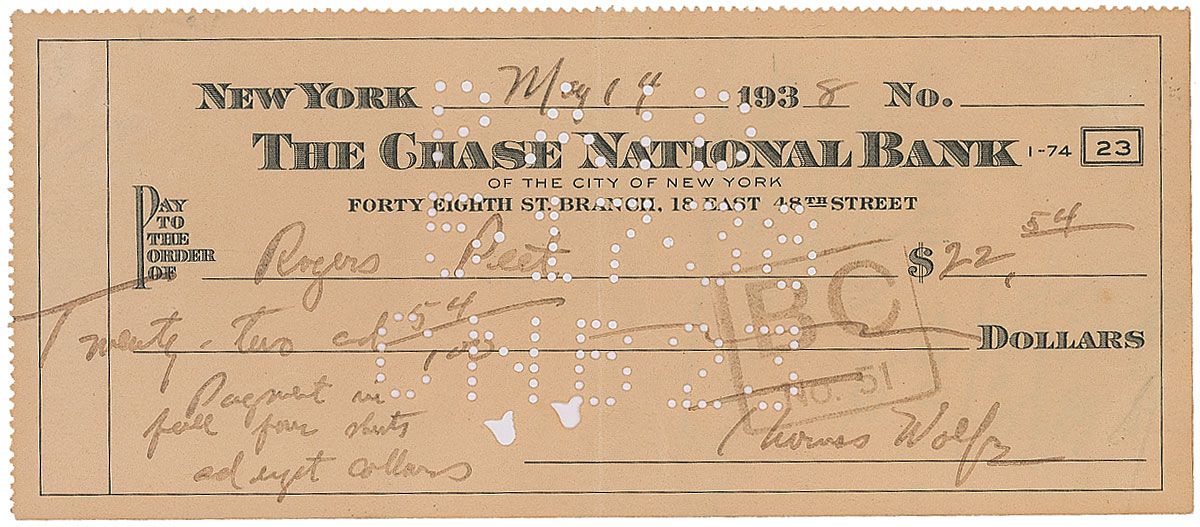 NEW YORK May 14 1938 No.
THE CHASE NATIONAL BANK 1-74 23
OF THE CITY OF NEW YORK
FORTY EIGHTH ST. BRANCH, 18 EAST 48TH STREET
PAY TO THE ORDER OF Rogers Peet $22.54
Twenty-two ad 54/100 DOLLARS
BC
NO. 51
Payment in
full four shirts
ad eight collars
Thomas Wolfe